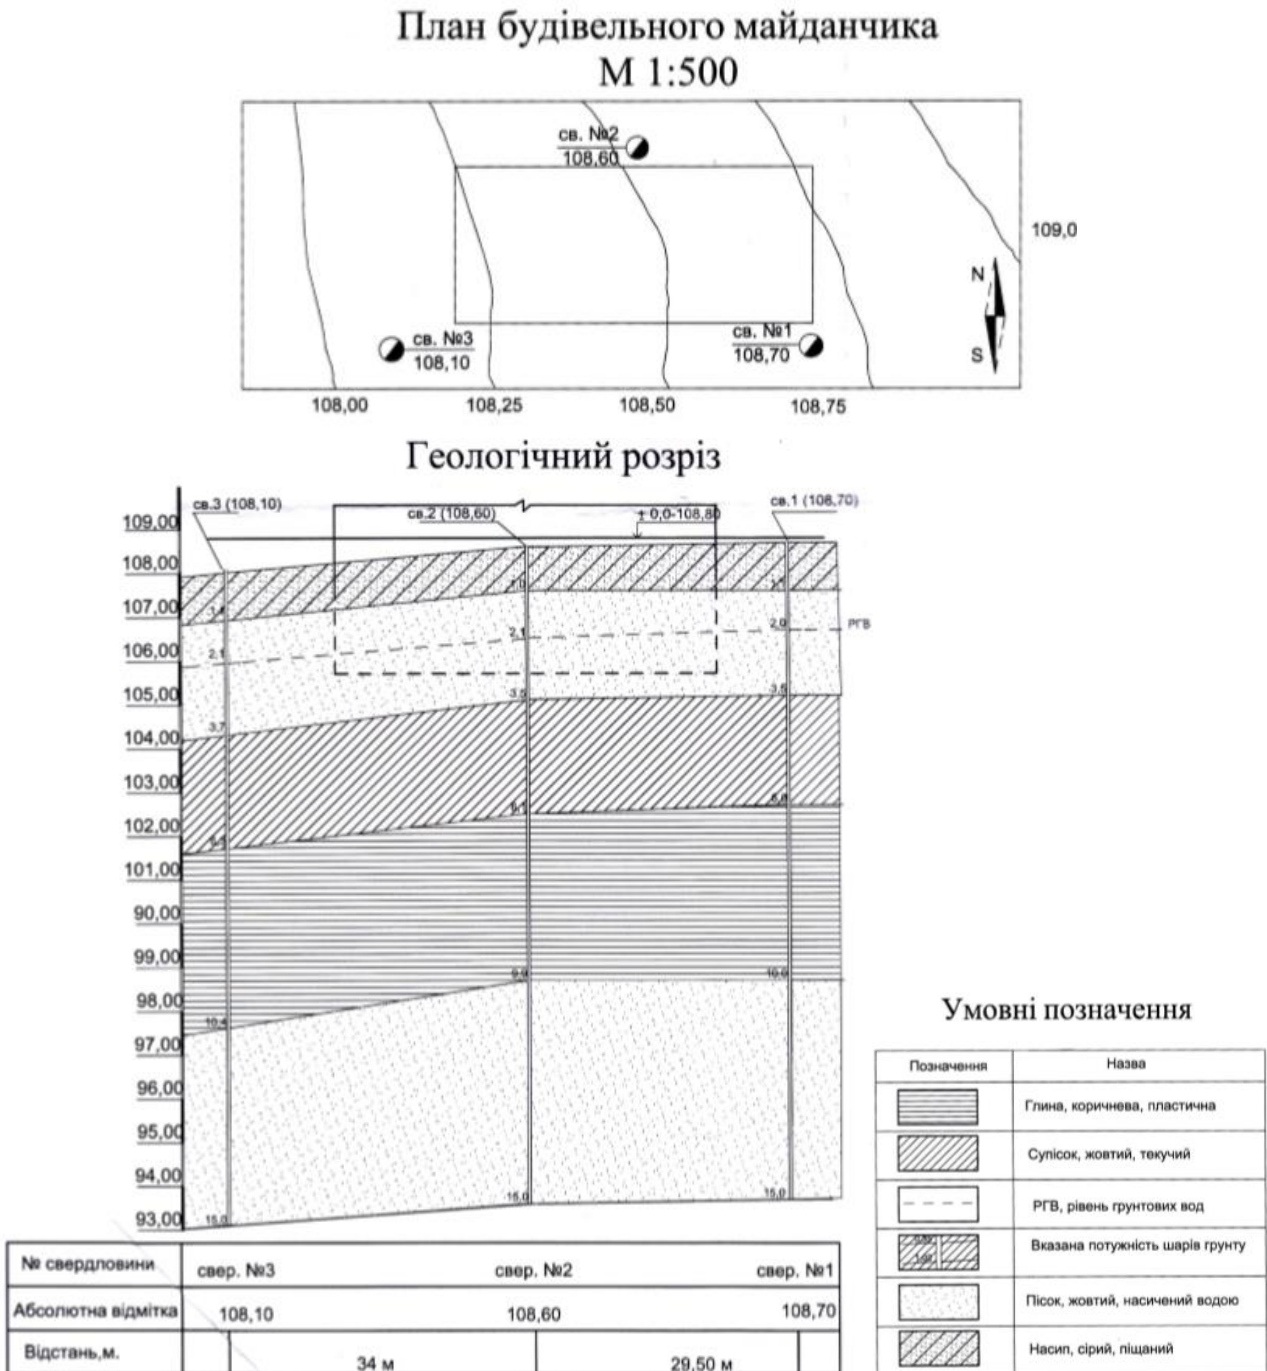 План будівельного майданчика
М 1:500
св. №2
108,60
109,0
N
S
св. №3
108,10
св. №1
108,70
108,00
108,25
108,50
108,75
Геологічний розріз
св.3 (108,10)
св.2 (108,60)
± 0,0-108,80
св.1 (108,70)
109,00
108,00
107,00
106,00
105,00
104,00
103,00
102,00
101,00
90,00
99,00
98,00
97,00
96,00
95,00
94,00
93,00
2,1
2,1
2,0
РГВ
3,7
3,5
3,5
9,9
10,0
10,4
15,0
15,0
15,0
№ свердловини
свер. №3
свер. №2
свер. №1
Абсолютна відмітка
108,10
108,60
108,70
Відстань,м.
34 м
29,50 м
Умовні позначення
Позначення
Назва
Глина, коричнева, пластична
Супісок, жовтий, текучий
РГВ, рівень грунтових вод
Вказана потужність шарів грунту
Пісок, жовтий, насичений водою
Насип, сірий, піщаний